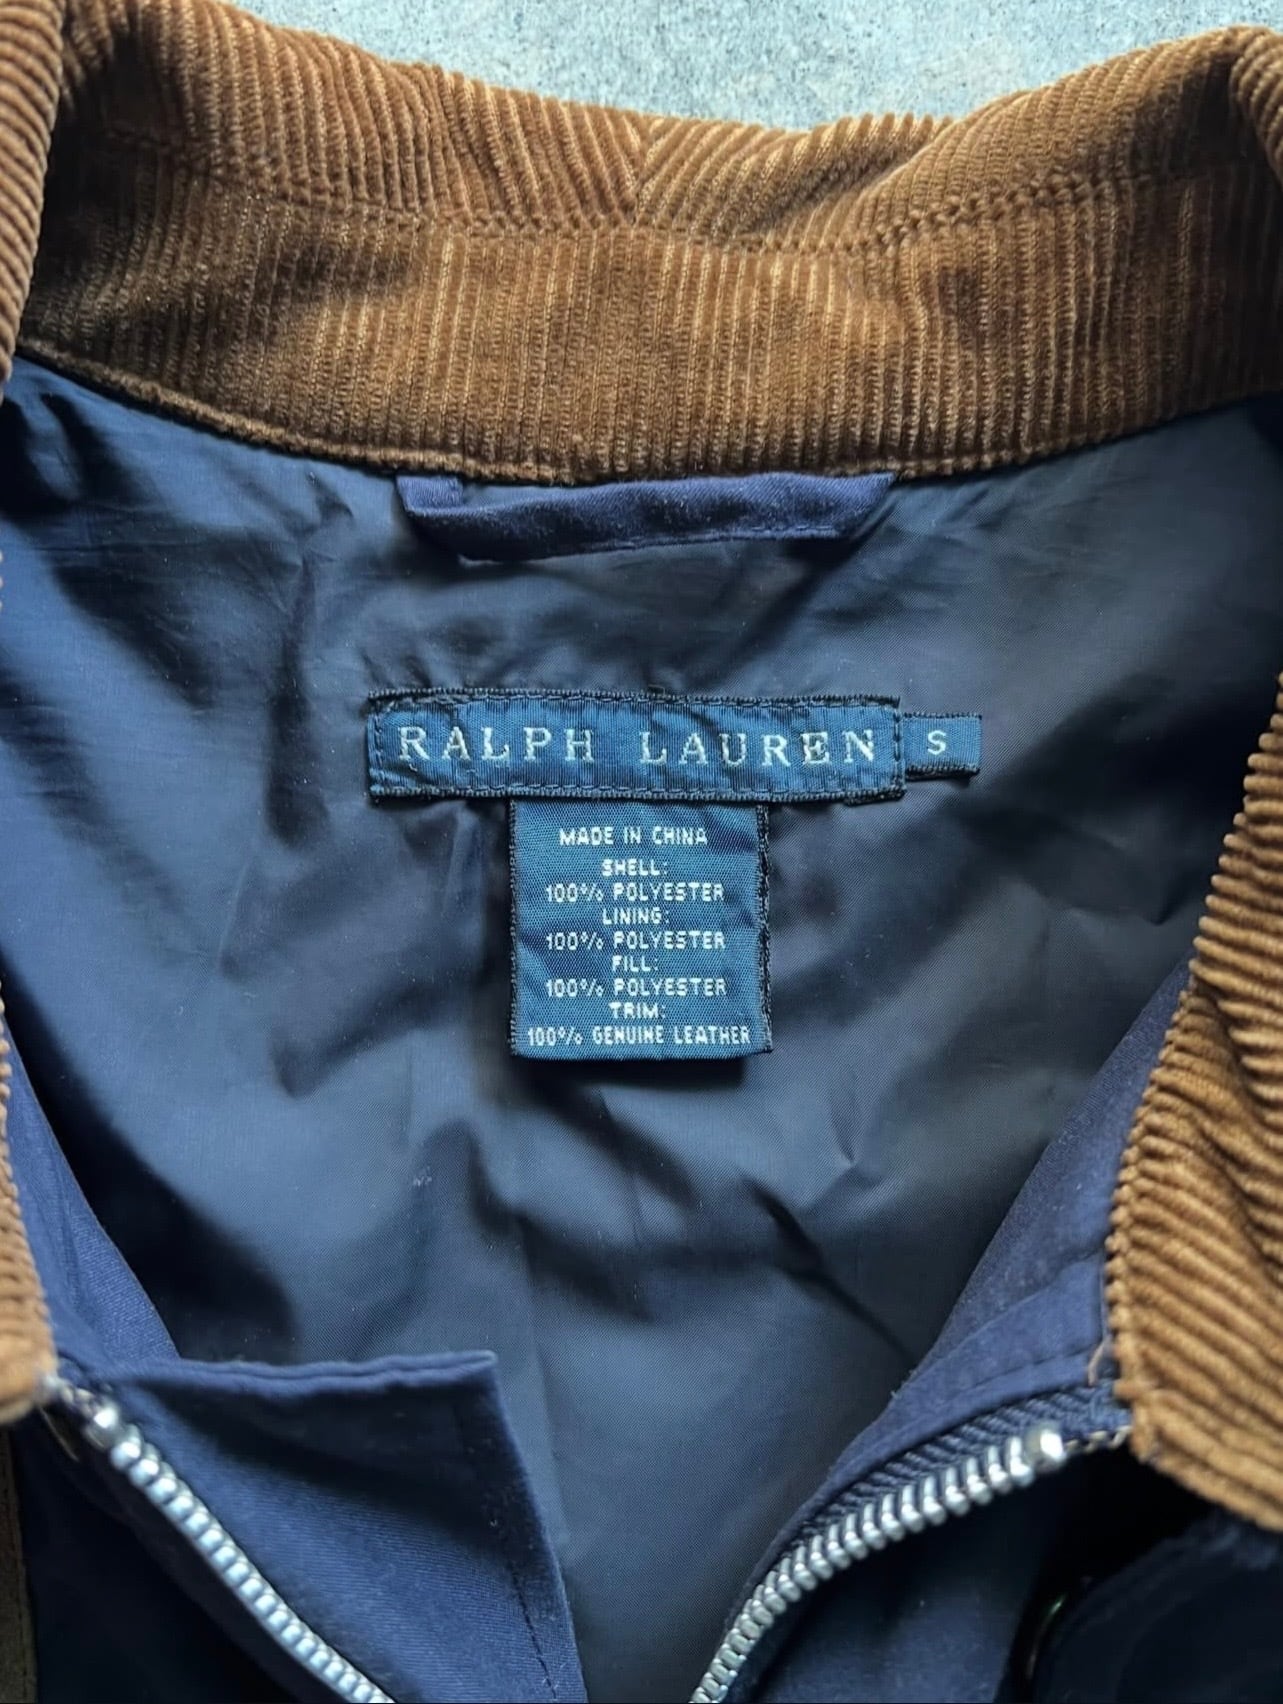 RALPH LAUREN S
MADE IN CHINA
SHELL:
100% POLYESTER
LINING:
100% POLYESTER
FILL:
100% POLYESTER
TRIM:
100% GENUINE LEATHER